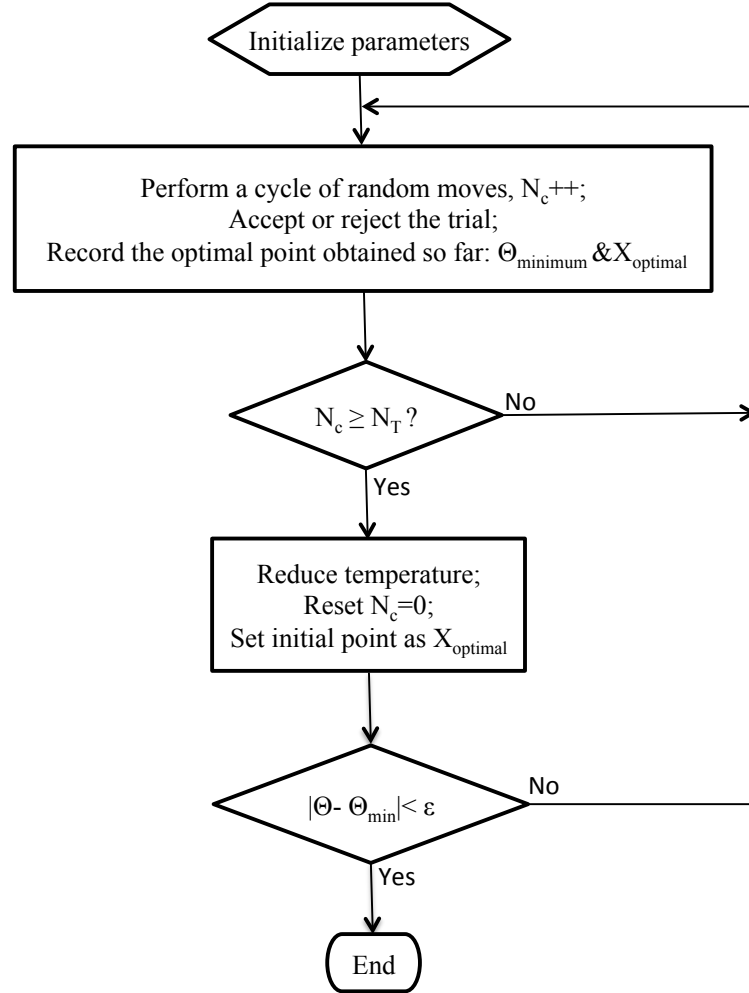 Initialize parameters
Perform a cycle of random moves, N_c++;
Accept or reject the trial;
Record the optimal point obtained so far: Θ_minimum &X_optimal
N_c ≥ N_T ?
No
Yes
Reduce temperature;
Reset N_c=0;
Set initial point as X_optimal
|Θ- Θ_min|< ε
No
Yes
End